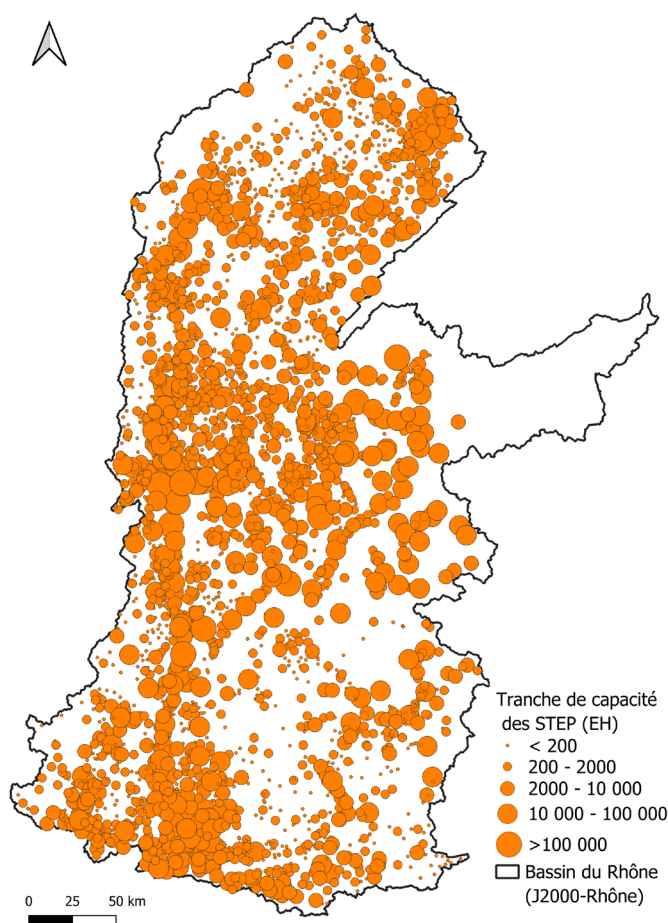 Tranche de capacité
des STEP (EH)
< 200
200 - 2000
2000 - 10 000
10 000 - 100 000
>100 000
Bassin du Rhône
(J2000-Rhône)
0 25 50 km